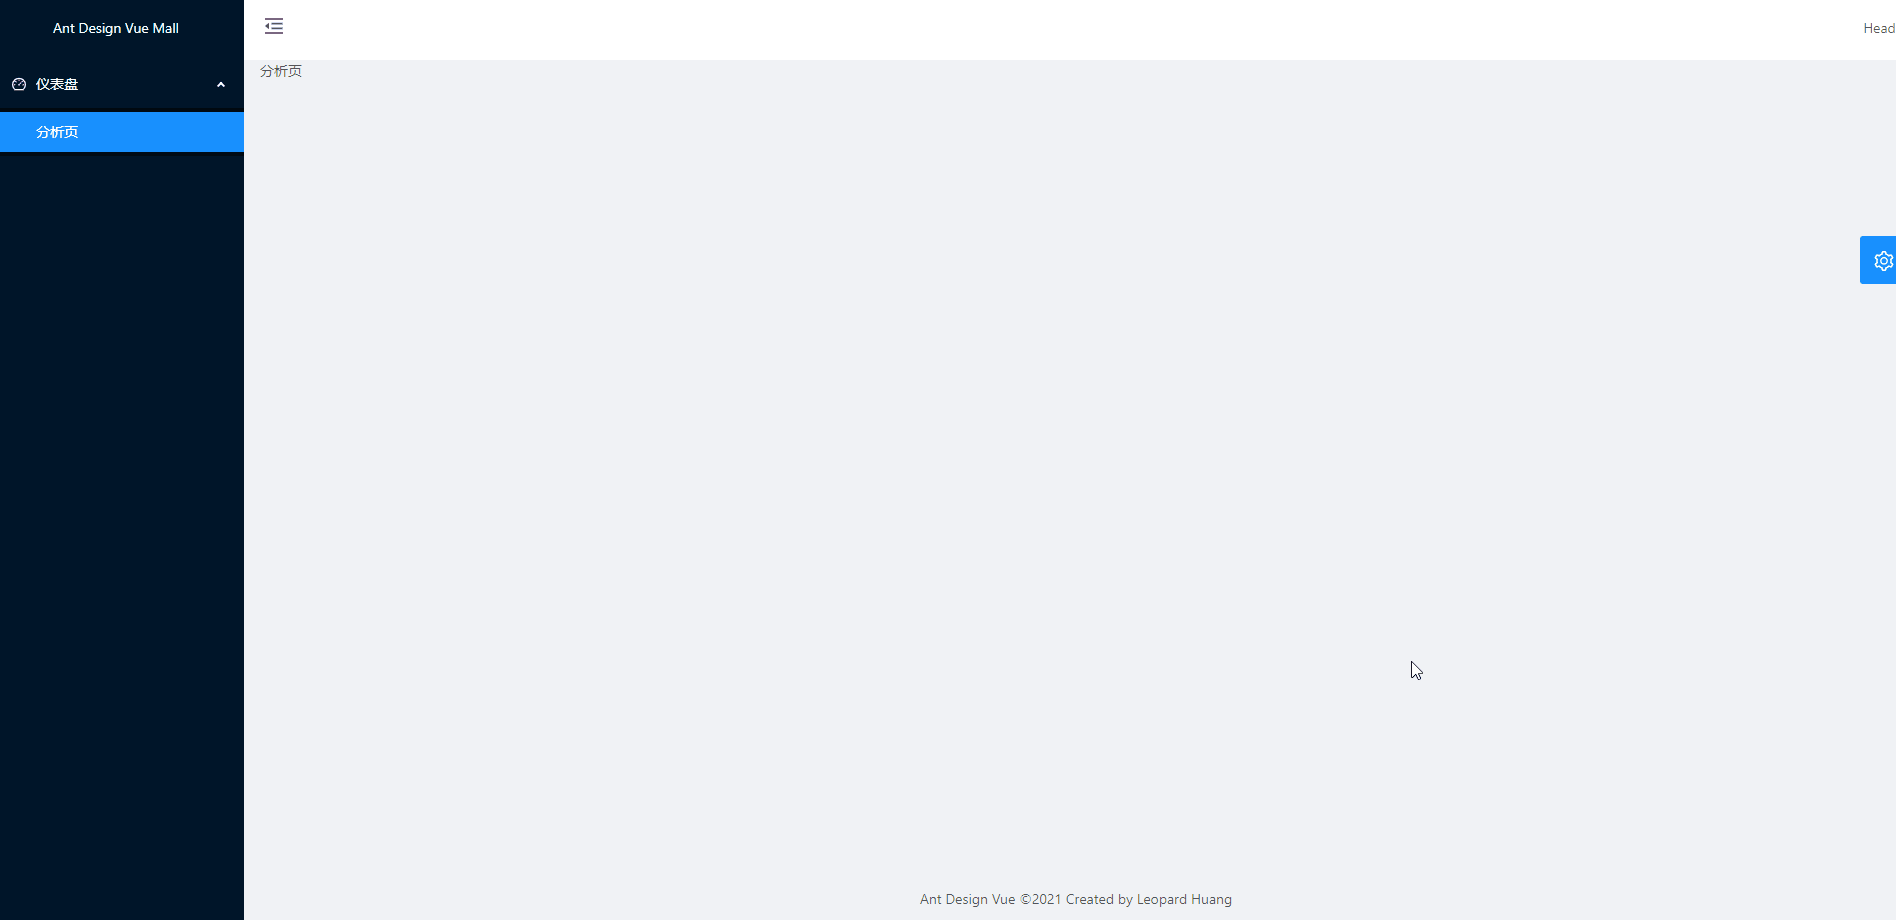 Ant Design Vue Mall
Head
仪表盘
分析页
分析页
Ant Design Vue ©2021 Created by Leopard Huang